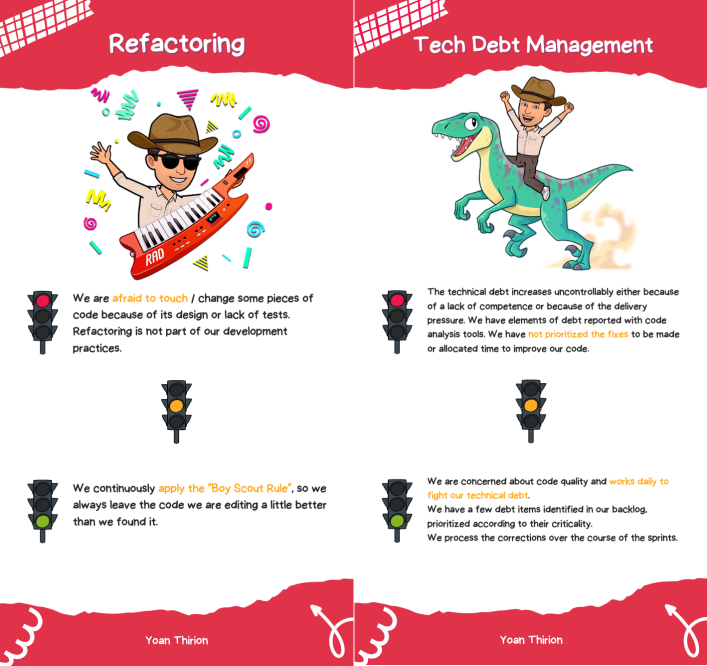 Refactoring
RAD
We are afraid to touch / change some pieces of
code because of its design or lack of tests.
Refactoring is not part of our development
practices.
We continuously apply the "Boy Scout Rule", so we
always leave the code we are editing a little better
than we found it.
Yoan Thirion
Tech Debt Management
The technical debt increases uncontrollably either because
of a lack of competence or because of the delivery
pressure. We have elements of debt reported with code
analysis tools. We have not prioritized the fixes to be made
or allocated time to improve our code.
We are concerned about code quality and works daily to
fight our technical debt.
We have a few debt items identified in our backlog,
prioritized according to their criticality.
We process the corrections over the course of the sprints.
Yoan Thirion